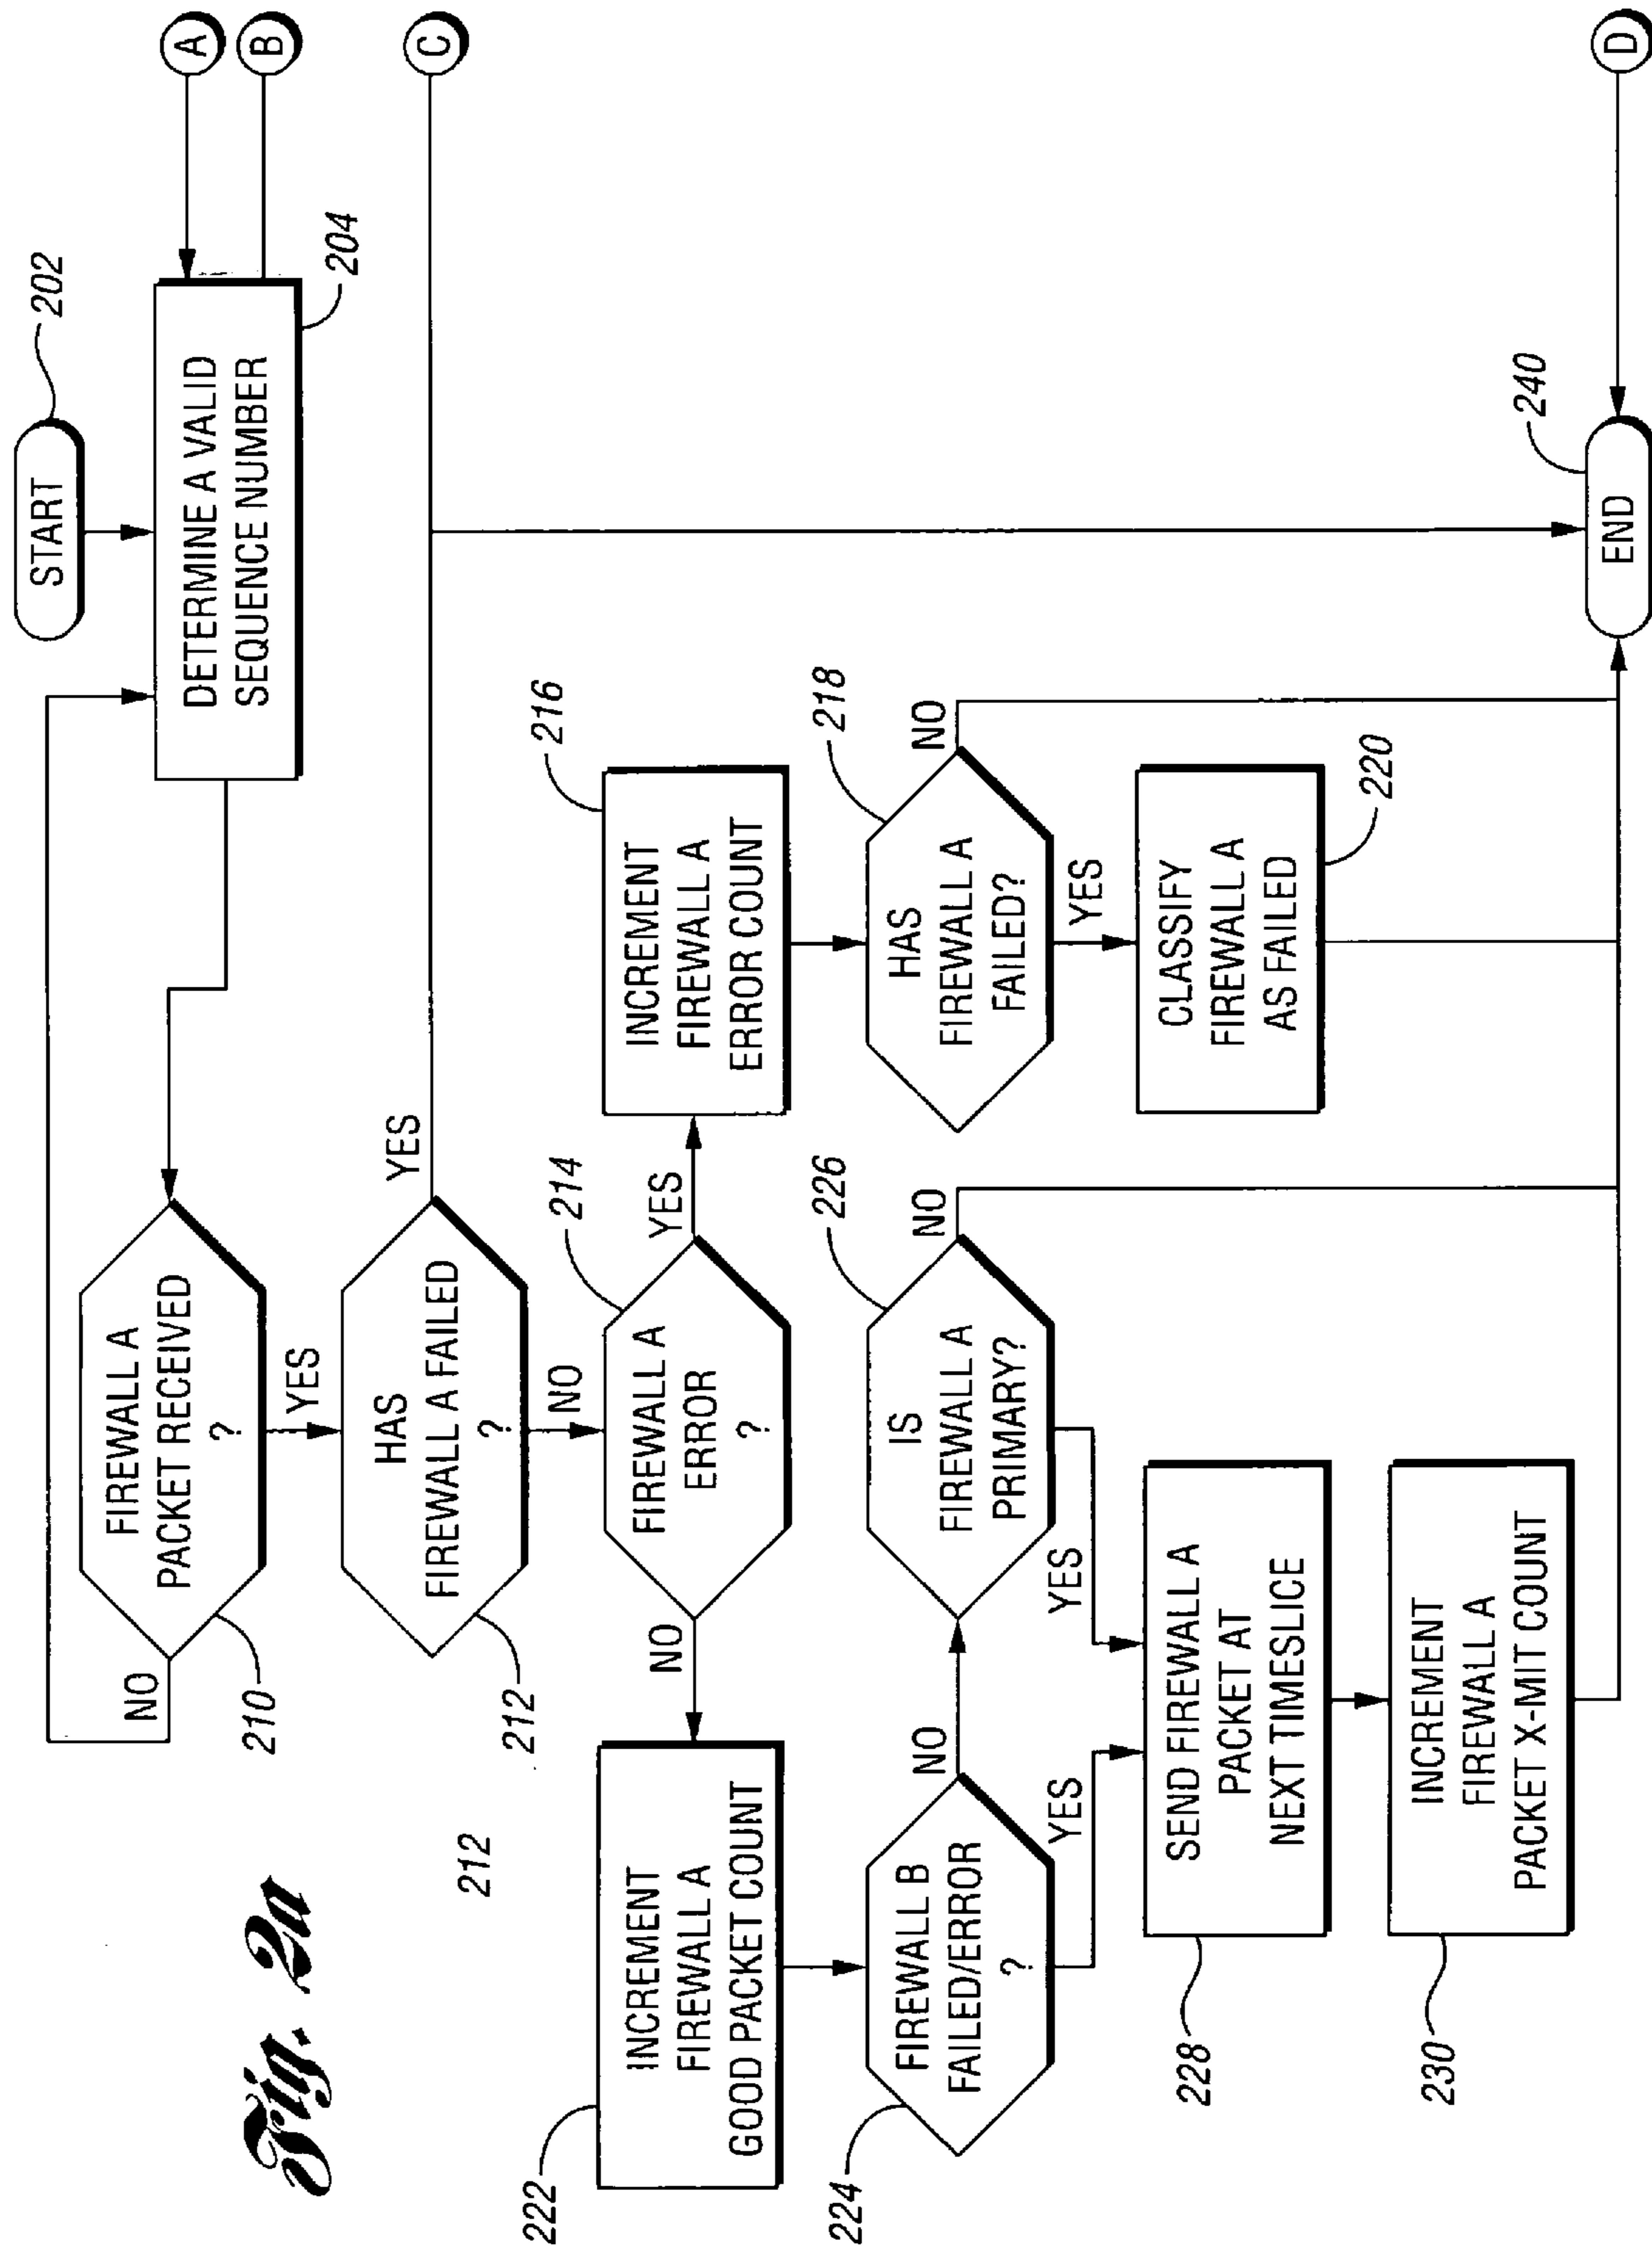 START
202
A
DETERMINE A VALID
SEQUENCE NUMBER
204
B
FIREWALL A
PACKET RECEIVED
?
NO
210
YES
C
HAS
FIREWALL A FAILED
?
YES
212
NO
212
FIREWALL A
ERROR
?
214
YES
NO
INCREMENT
FIREWALL A
ERROR COUNT
216
HAS
FIREWALL A
FAILED?
218
NO
YES
CLASSIFY
FIREWALL A
AS FAILED
220
INCREMENT
FIREWALL A
GOOD PACKET COUNT
222
FIREWALL B
FAILED/ERROR
?
224
NO
YES
IS
FIREWALL A
PRIMARY?
226
NO
YES
SEND FIREWALL A
PACKET AT
NEXT TIMESLICE
228
INCREMENT
FIREWALL A
PACKET X-MIT COUNT
230
END
240
D
Fig. 2a